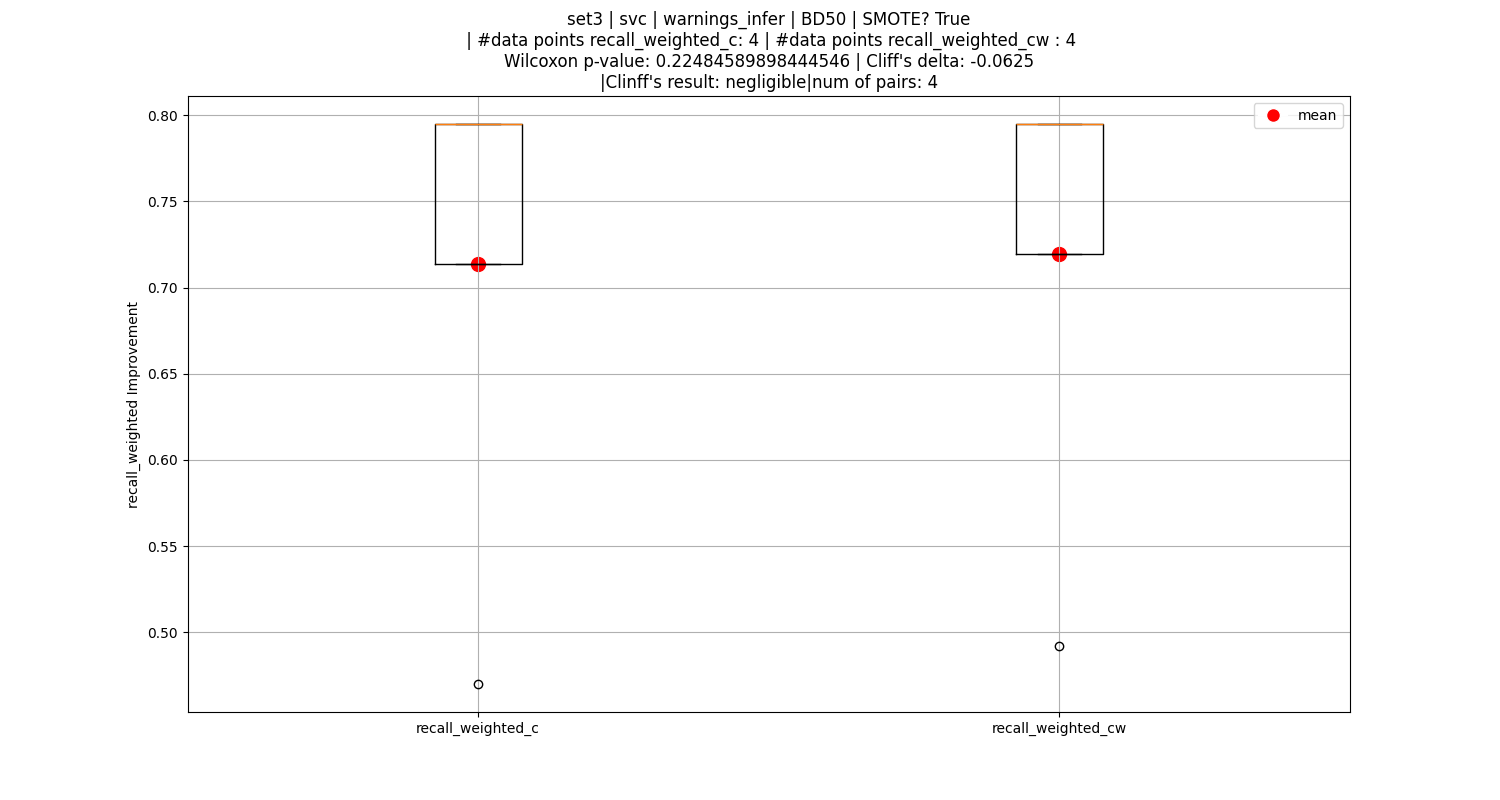 set3 | svc | warnings_infer | BD50 | SMOTE? True
| #data points recall_weighted_c: 4 | #data points recall_weighted_cw : 4
Wilcoxon p-value: 0.22484589898444546 | Cliff's delta: -0.0625
|Clinff's result: negligible|num of pairs: 4
mean
0.80
0.75
0.70
0.65
0.60
0.55
0.50
recall_weighted Improvement
recall_weighted_c
recall_weighted_cw